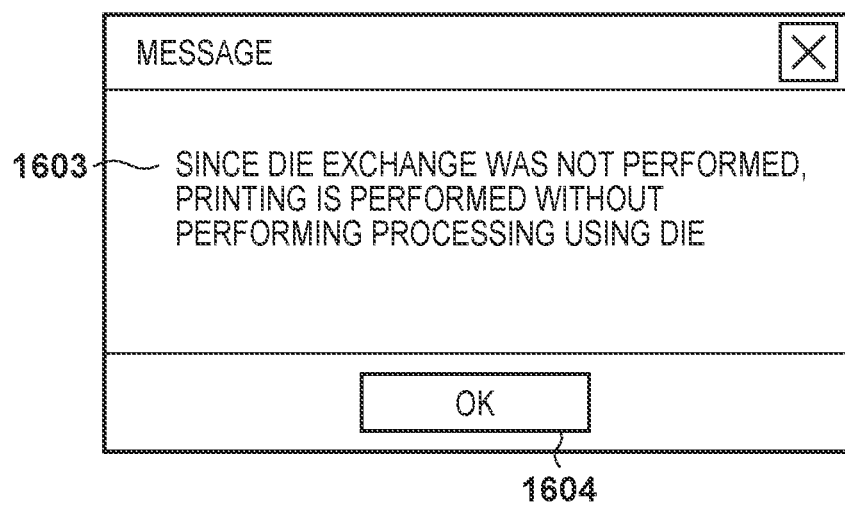 MESSAGE
1603
SINCE DIE EXCHANGE WAS NOT PERFORMED,
PRINTING IS PERFORMED WITHOUT
PERFORMING PROCESSING USING DIE
OK
1604